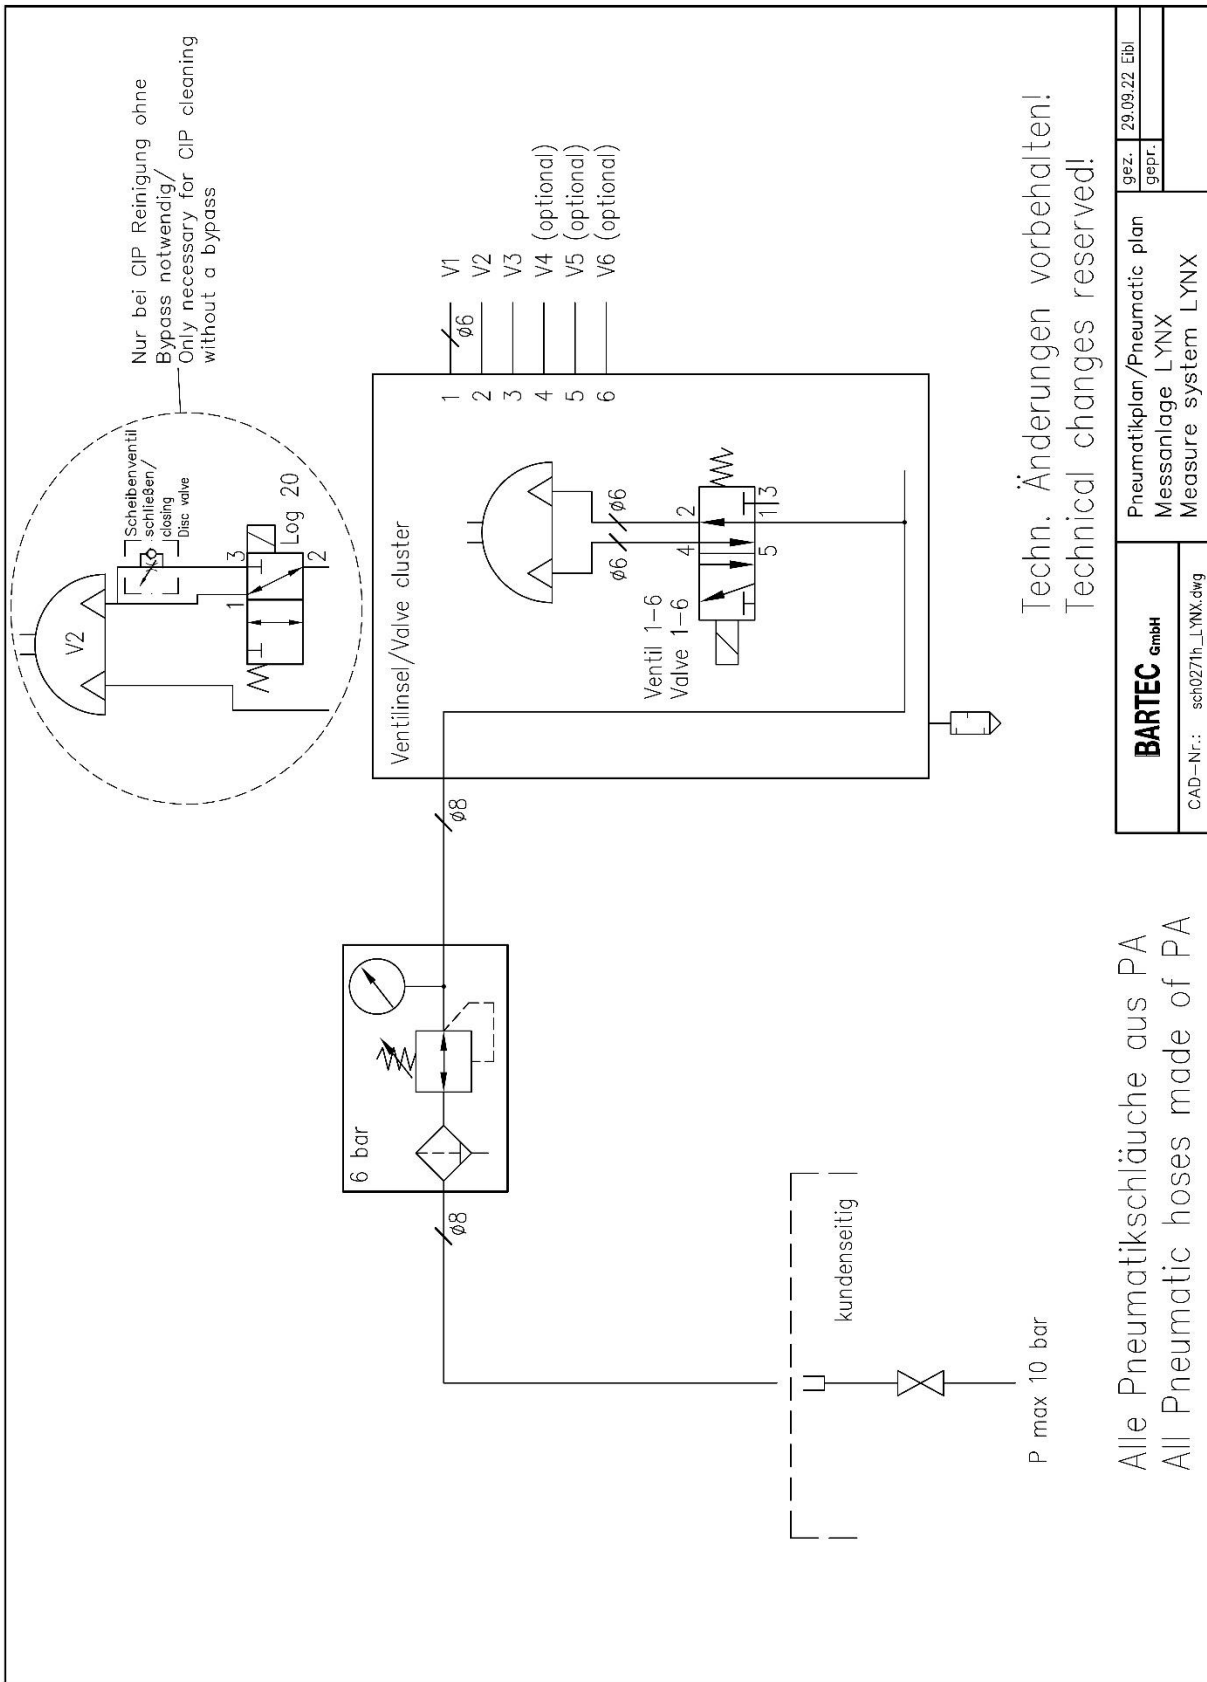 Nur bei CIP Reinigung ohne
Bypass notwendig/
Only necessary for CIP cleaning
without a bypass
Scheibenventil
schließen/
closing
Disc valve
V2
1
3
2
Log 20
6 bar
ø8
ø8
Ventilinsel/Valve cluster
Ventil 1-6
Valve 1-6
ø6
ø6
4
2
5
1
3
1
2
3
4
5
6
ø6
V1
V2
V3
V4 (optional)
V5 (optional)
V6 (optional)
kundenseitig
P max 10 bar
Techn. Änderungen vorbehalten!
Technical changes reserved!
Alle Pneumatikschläuche aus PA
All Pneumatic hoses made of PA
BARTEC GmbH
CAD-Nr.: sch0271h_LYNX.dwg
Pneumatikplan/Pneumatic plan
Messanlage LYNX
Measure system LYNX
gez. 29.09.22 Eibl
gepr.